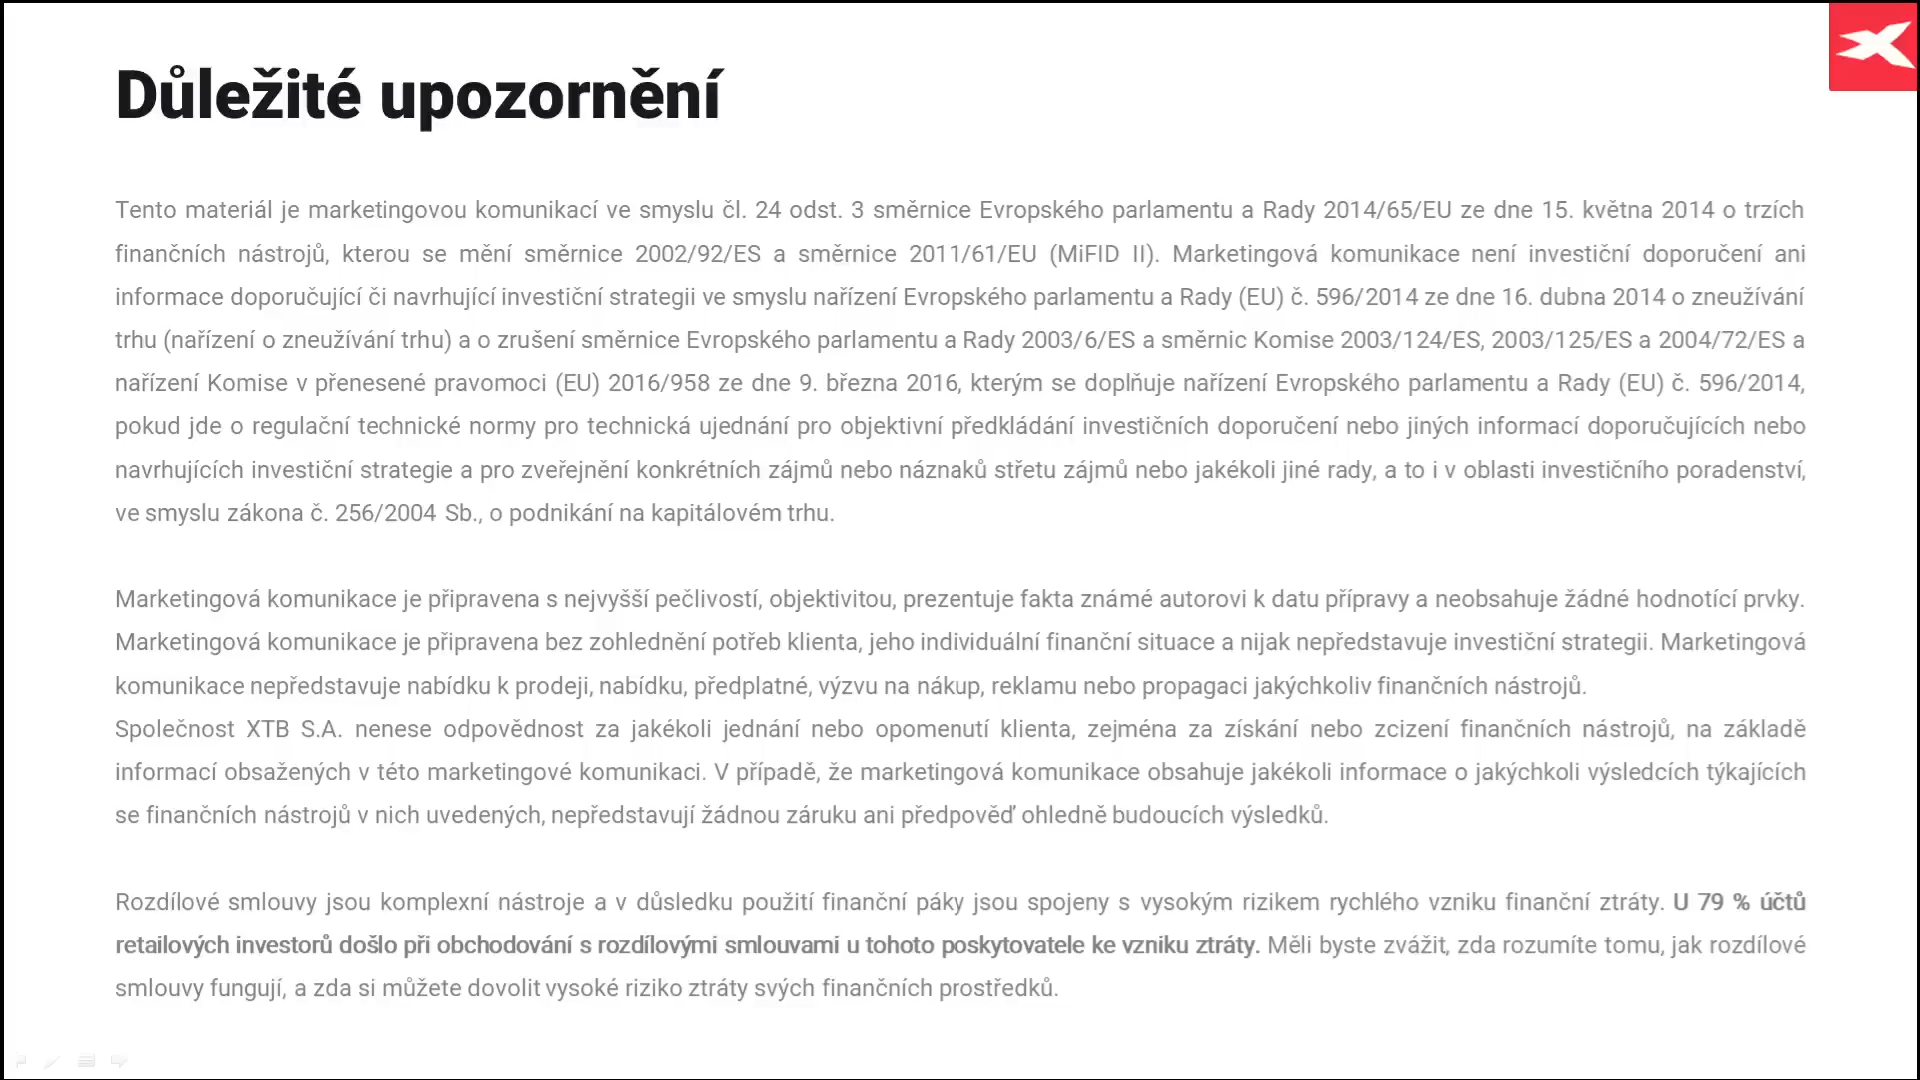 Důležité upozornění
Tento materiál je marketingovou komunikací ve smyslu čl. 24 odst. 3 směrnice Evropského parlamentu a Rady 2014/65/EU ze dne 15. května 2014 o trzích
finančních nástrojů, kterou se mění směrnice 2002/92/ES a směrnice 2011/61/EU (MiFID II). Marketingová komunikace není investiční doporučení ani
informace doporučující či navrhující investiční strategii ve smyslu nařízení Evropského parlamentu a Rady (EU) č. 596/2014 ze dne 16. dubna 2014 o zneužívání
trhu (nařízení o zneužívání trhu) a o zrušení směrnice Evropského parlamentu a Rady 2003/6/ES a směrnic Komise 2003/124/ES, 2003/125/ES a 2004/72/ES a
nařízení Komise v přenesené pravomoci (EU) 2016/958 ze dne 9. března 2016, kterým se doplňuje nařízení Evropského parlamentu a Rady (EU) č. 596/2014,
pokud jde o regulační technické normy pro technická ujednání pro objektivní předkládání investičních doporučení nebo jiných informací doporučujících nebo
navrhujících investiční strategie a pro zveřejnění konkrétních zájmů nebo náznaků střetu zájmů nebo jakékoli jiné rady, a to i v oblasti investičního poradenství,
ve smyslu zákona č. 256/2004 Sb., o podnikání na kapitálovém trhu.
Marketingová komunikace je připravena s nejvyšší pečlivostí, objektivitou, prezentuje fakta známé autorovi k datu přípravy a neobsahuje žádné hodnotící prvky.
Marketingová komunikace je připravena bez zohlednění potřeb klienta, jeho individuální finanční situace a nijak nepředstavuje investiční strategii. Marketingová
komunikace nepředstavuje nabídku k prodeji, nabídku, předplatné, výzvu na nákup, reklamu nebo propagaci jakýchkoliv finančních nástrojů.
Společnost XTB S.A. nenese odpovědnost za jakékoli jednání nebo opomenutí klienta, zejména za získání nebo zcizení finančních nástrojů, na základě
informací obsažených v této marketingové komunikaci. V případě, že marketingová komunikace obsahuje jakékoli informace o jakýchkoli výsledcích týkajících
se finančních nástrojů v nich uvedených, nepředstavují žádnou záruku ani předpověď ohledně budoucích výsledků.
Rozdílové smlouvy jsou komplexní nástroje a v důsledku použití finanční páky jsou spojeny s vysokým rizikem rychlého vzniku finanční ztráty. U 79 % účtů
retailových investorů došlo při obchodování s rozdílovými smlouvami u tohoto poskytovatele ke vzniku ztráty. Měli byste zvážit, zda rozumíte tomu, jak rozdílové
smlouvy fungují, a zda si můžete dovolit vysoké riziko ztráty svých finančních prostředků.